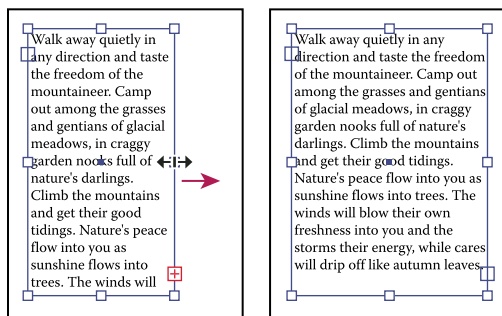 Walk away quietly in
any direction and taste
the freedom of the
mountaineer. Camp
out among the grasses
and gentians of glacial
meadows, in craggy
garden nooks full of
nature's darlings.
Climb the mountains
and get their good
tidings. Nature's peace
flow into you as
sunshine flows into
trees. The winds will
Walk away quietly in any
direction and taste the freedom
of the mountaineer. Camp out
among the grasses and gentians
of glacial meadows, in craggy
garden nooks full of nature's
darlings. Climb the mountains
and get their good tidings.
Nature's peace flow into you as
sunshine flows into trees. The
winds will blow their own
freshness into you and the
storms their energy, while cares
will drip off like autumn leaves.